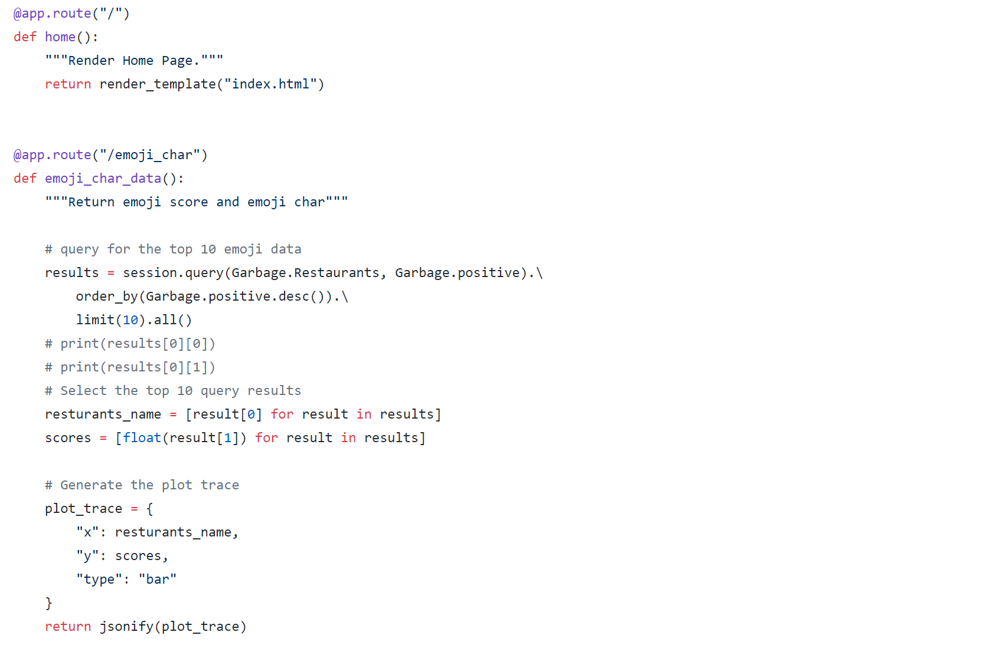 @app.route("/")
def home():
    """Render Home Page."""
    return render_template("index.html")
@app.route("/emoji_char")
def emoji_char_data():
    """Return emoji score and emoji char"""
    # query for the top 10 emoji data
    results = session.query(Garbage.Restaurants, Garbage.positive).\
        order_by(Garbage.positive.desc()).\
        limit(10).all()
    # print(results[0][0])
    # print(results[0][1])
    # Select the top 10 query results
    resturants_name = [result[0] for result in results]
    scores = [float(result[1]) for result in results]
    # Generate the plot trace
    plot_trace = {
        "x": resturants_name,
        "y": scores,
        "type": "bar"
    }
    return jsonify(plot_trace)